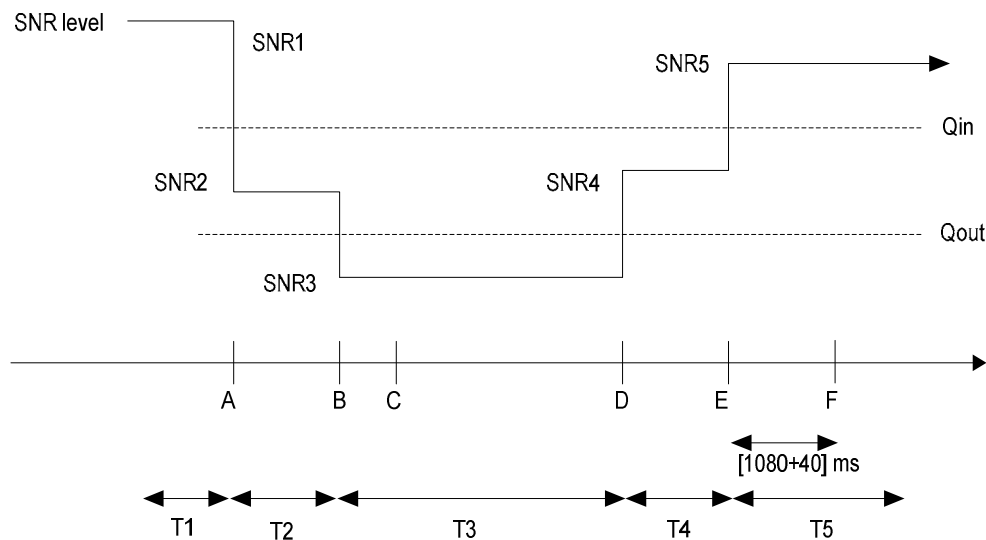 SNR level
SNR1
SNR5
Qin
SNR2
SNR4
Qout
SNR3
A
B
C
D
E
F
[1080+40] ms
T1
T2
T3
T4
T5